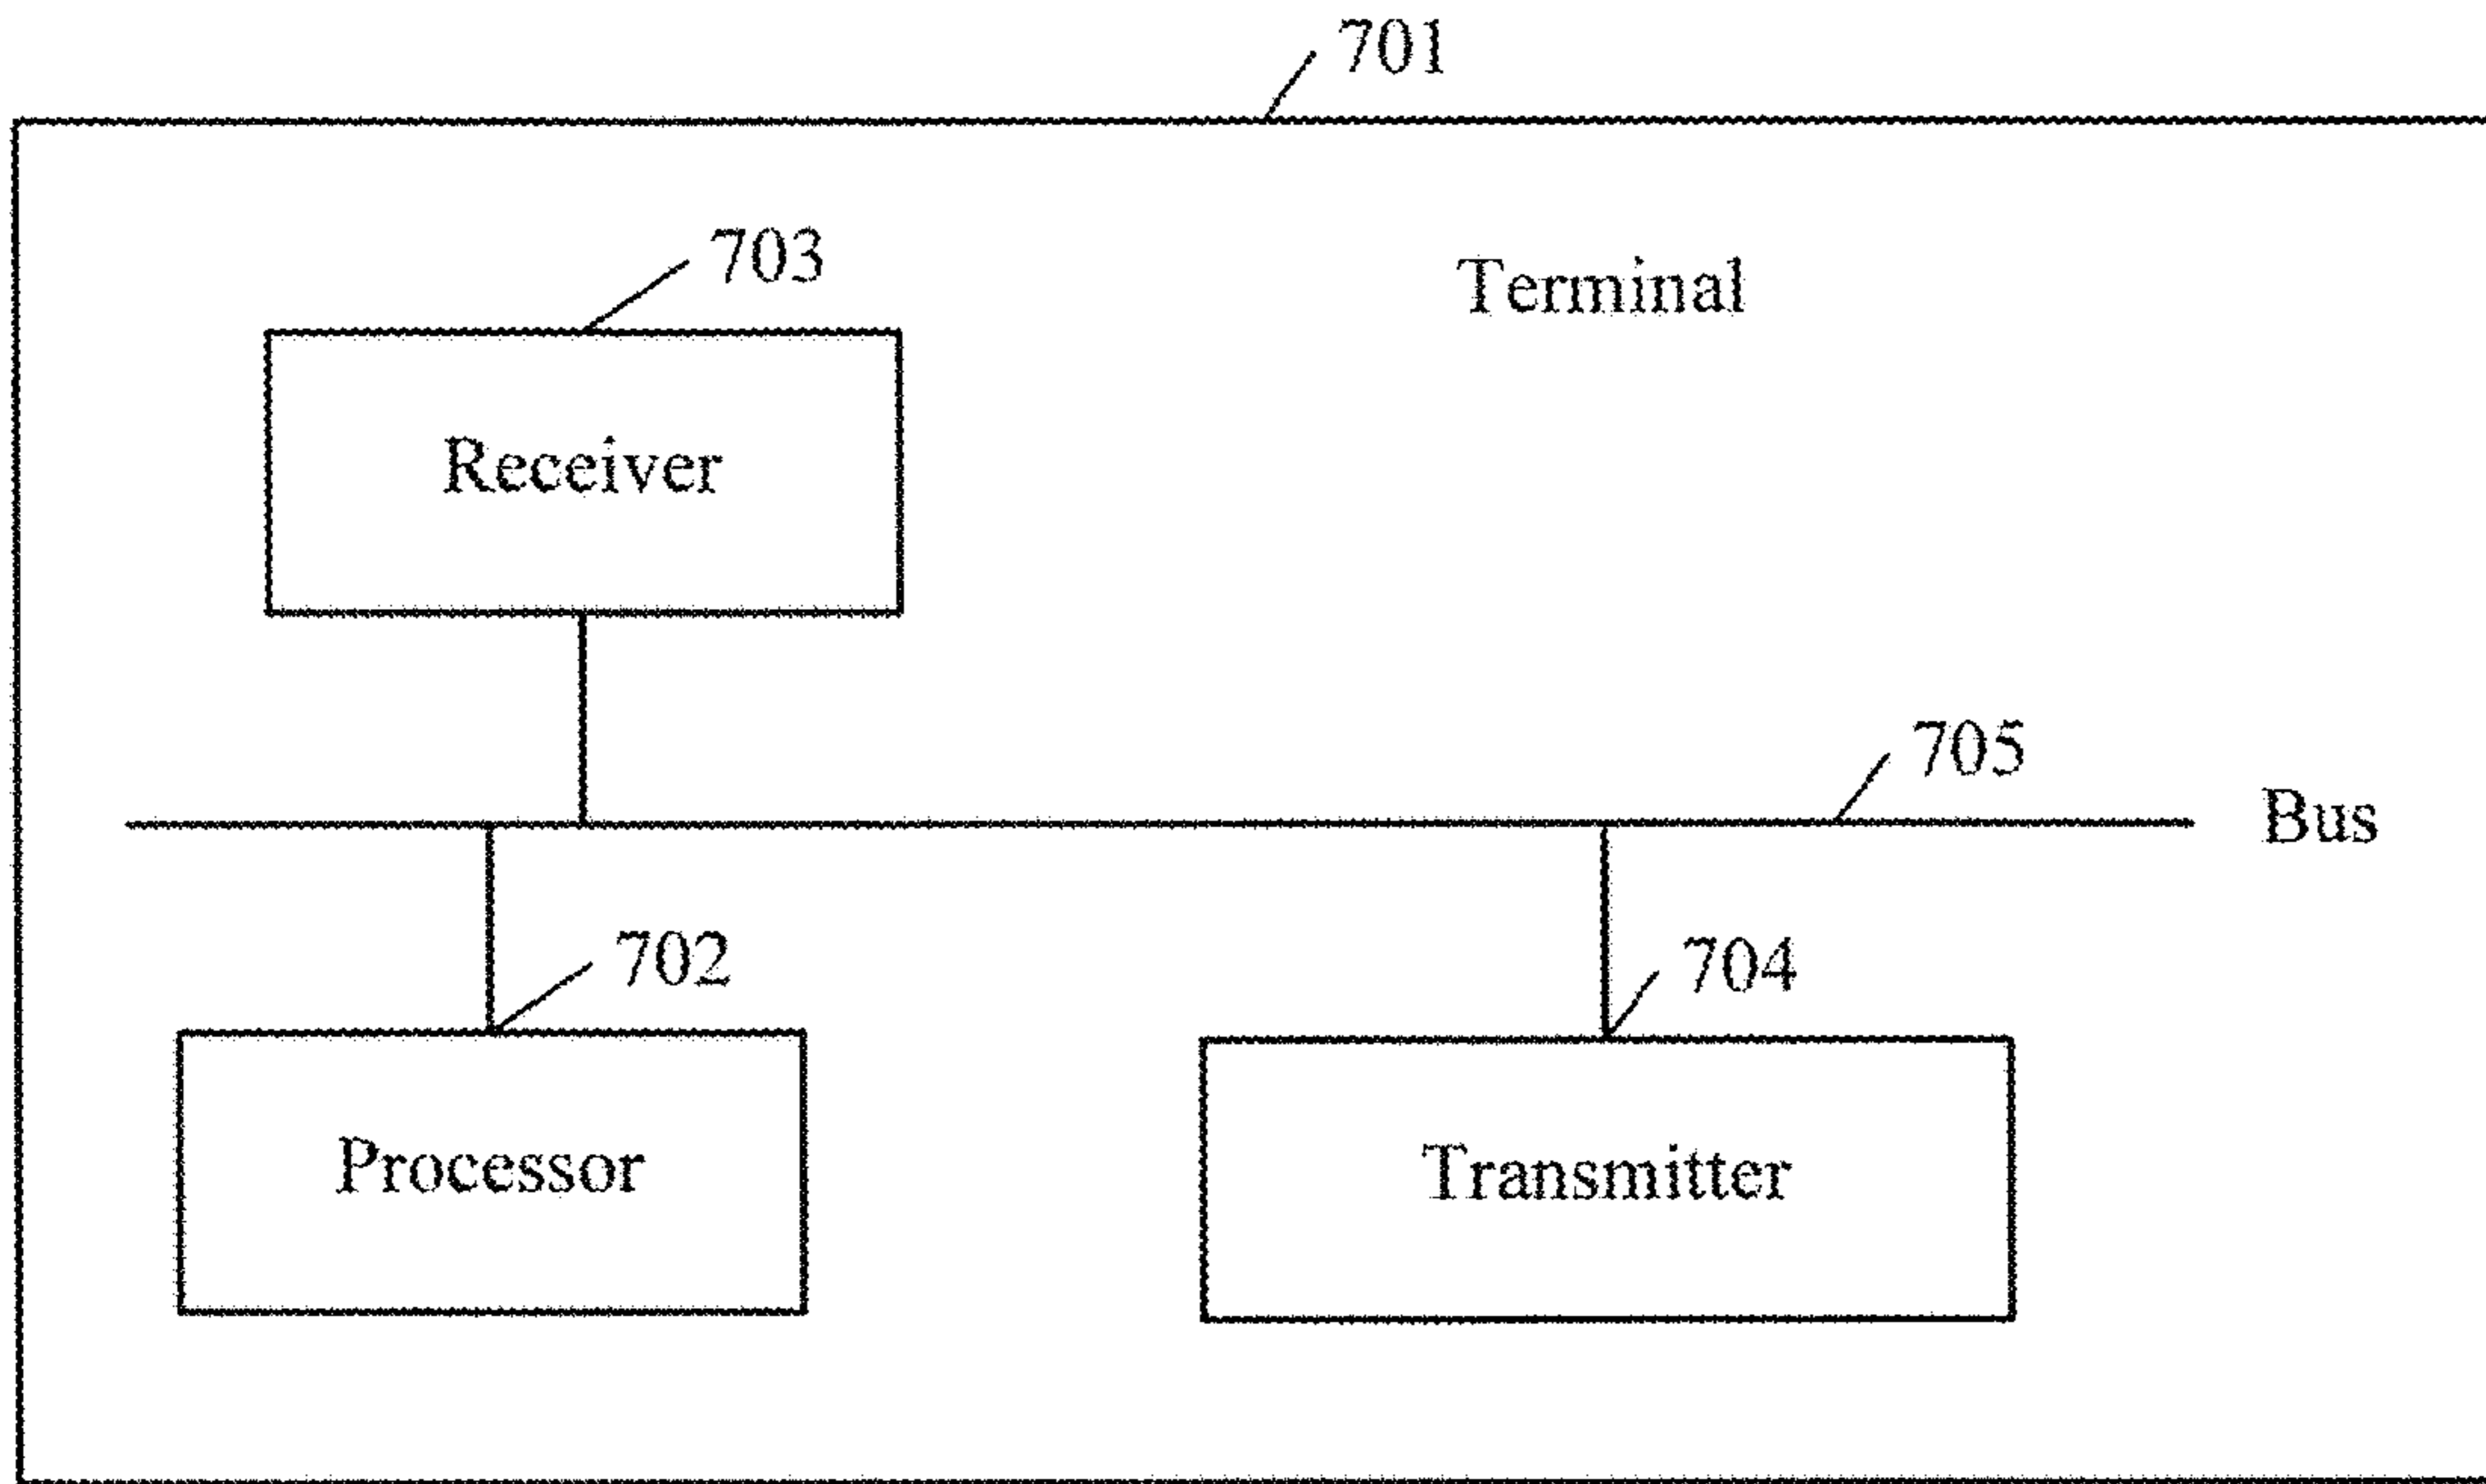 701
703
Terminal
Receiver
705
Bus
702
704
Processor
Transmitter